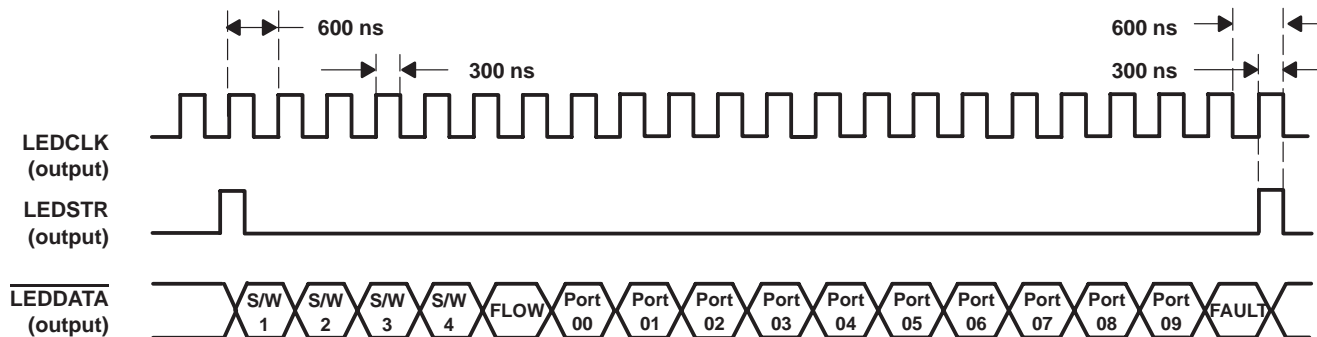 600 ns
600 ns
300 ns
300 ns
LEDCLK
(output)
LEDSTR
(output)
LEDDATA
(output)
S/W
1
S/W
2
S/W
3
S/W
4
FLOW
Port
00
Port
01
Port
02
Port
03
Port
04
Port
05
Port
06
Port
07
Port
08
Port
09
FAULT